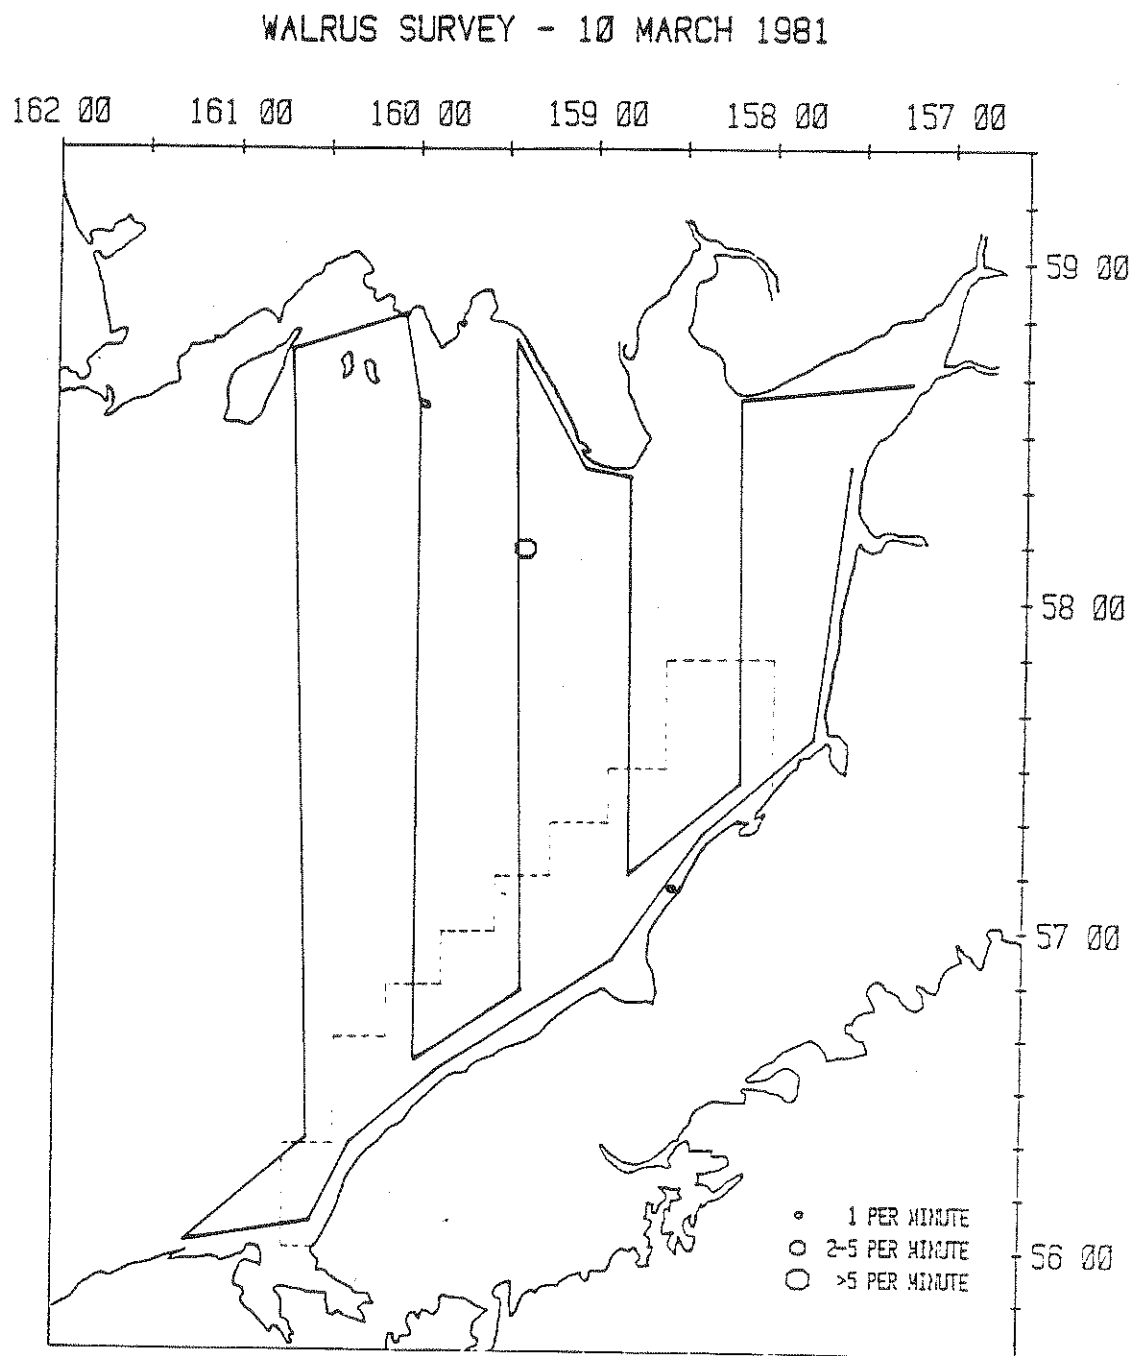 WALRUS SURVEY - 10 MARCH 1981
162 00 161 00 160 00 159 00 158 00 157 00
59 00
58 00
57 00
1 PER MINUTE
2-5 PER MINUTE
56 00
>5 PER MINUTE